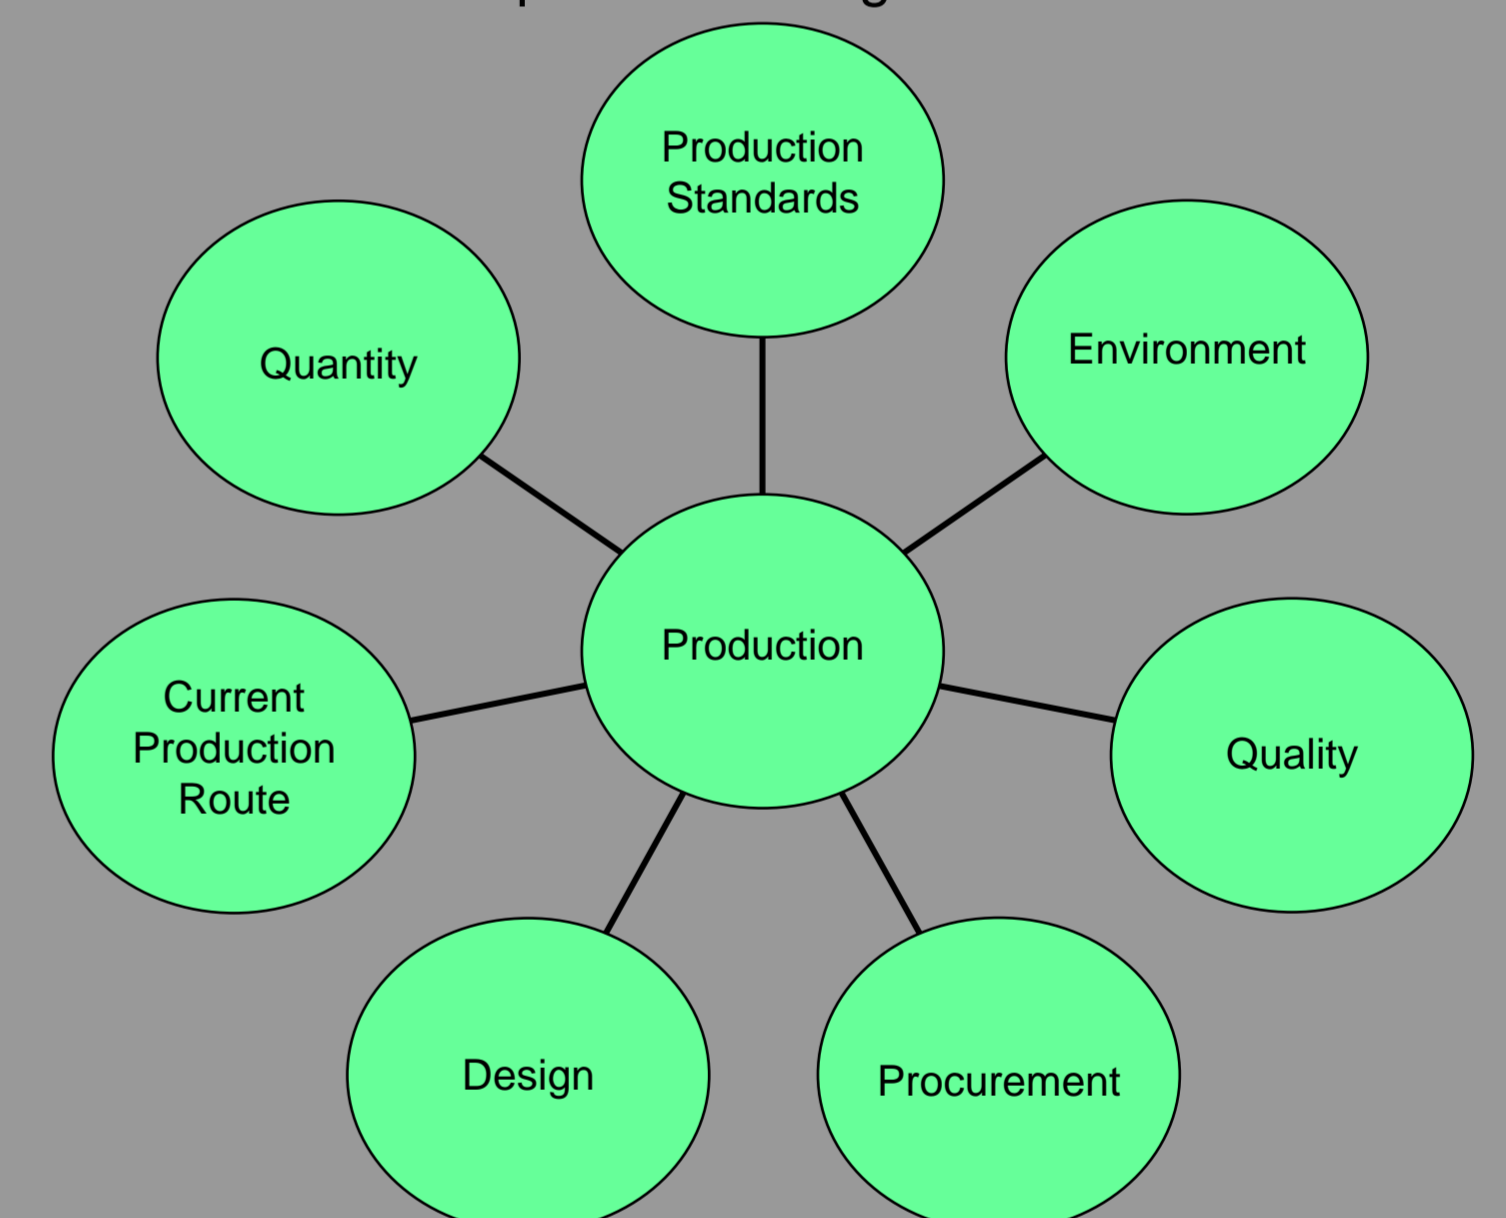 Production
Standards
Quantity
Environment
Production
Current
Production
Route
Quality
Design
Procurement